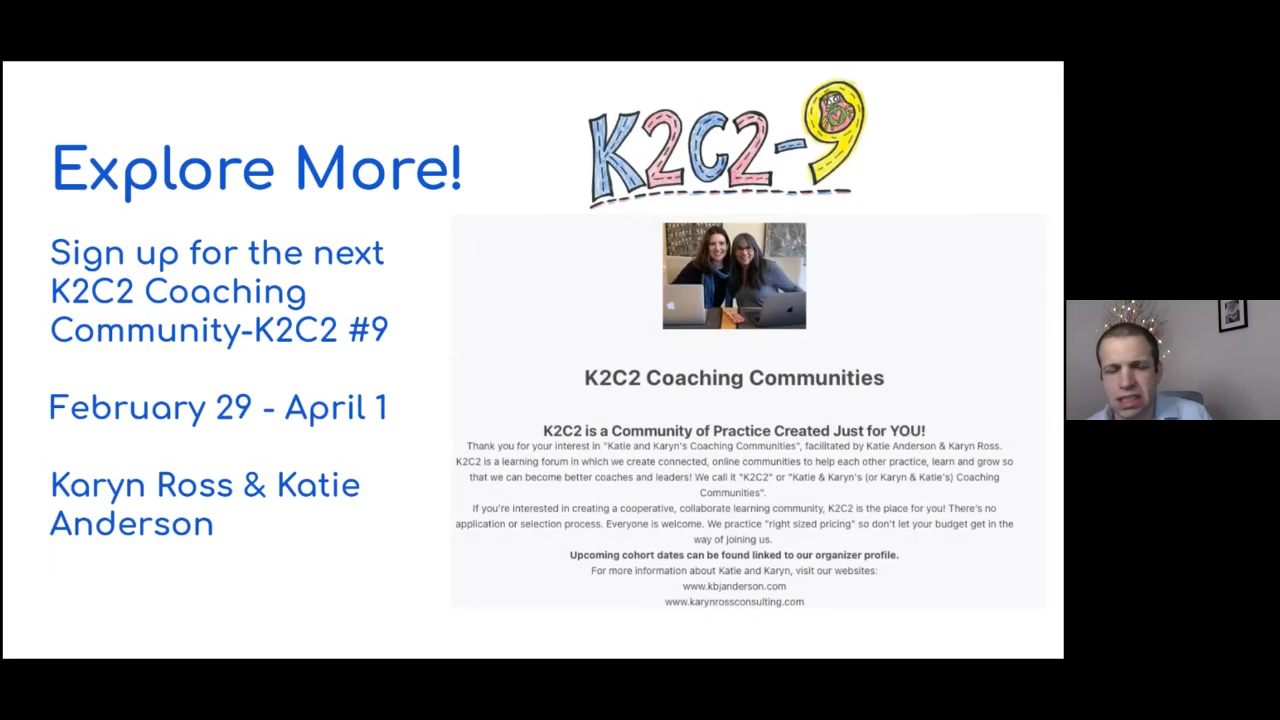 K2C2-9
Explore More!
Sign up for the next
K2C2 Coaching
Community-K2C2 #9
February 29 - April 1
Karyn Ross & Katie
Anderson
K2C2 Coaching Communities
K2C2 is a Community of Practice Created Just for YOU!
Thank you for your interest in "Katie and Karyn's Coaching Communities", facilitated by Katie Anderson & Karyn Ross.
K2C2 is a learning forum in which we create connected, online communities to help each other practice, learn and grow so
that we can become better coaches and leaders! We call it "K2C2" or "Katie & Karyn's (or Karyn & Katie's) Coaching
Communities".
If you're interested in creating a cooperative, collaborate learning community, K2C2 is the place for you! There's no
application or selection process. Everyone is welcome. We practice "right sized pricing" so don't let your budget get in the
way of joining us.
Upcoming cohort dates can be found linked to our organizer profile.
For more information about Katie and Karyn, visit our websites:
www.kbjanderson.com
www.karynrossconsulting.com